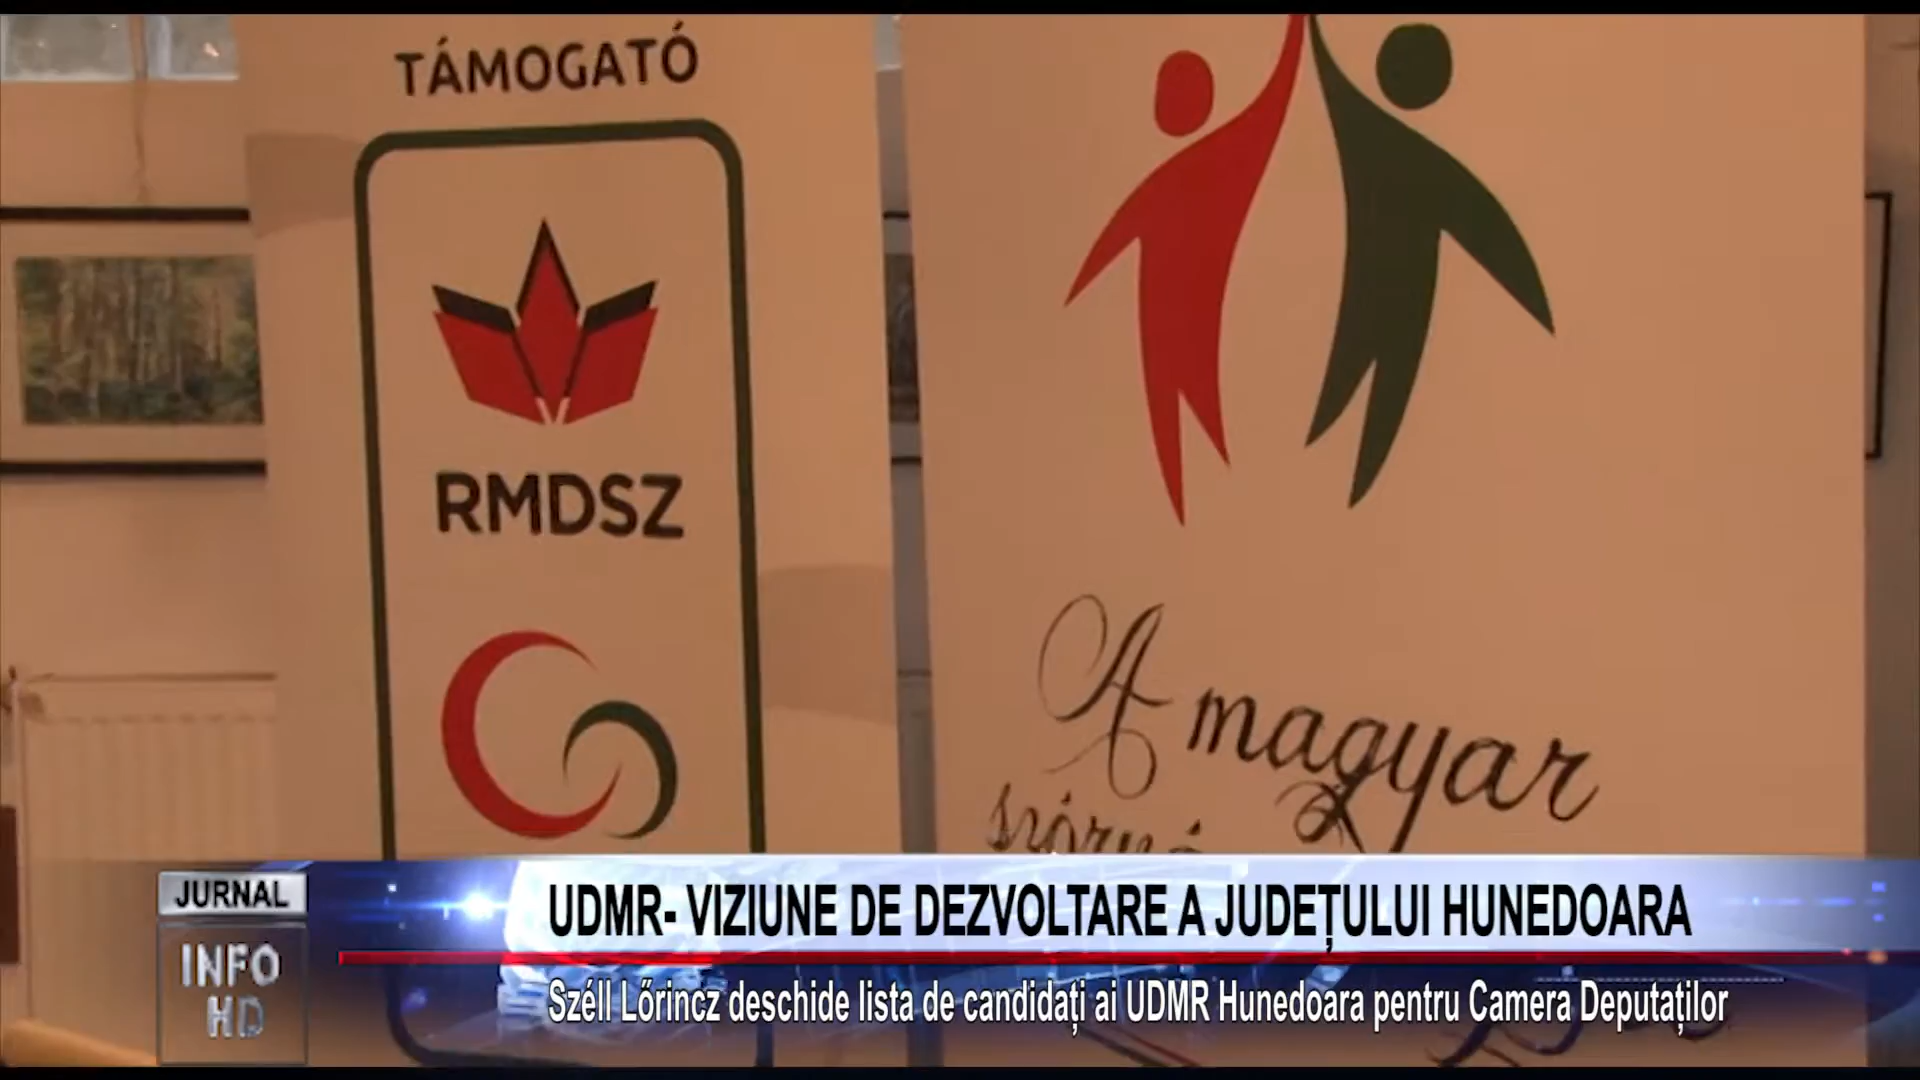 TÁMOGATÓ
RMDSZ
A magyar
JURNAL
INFO
HD
UDMR- VIZIUNE DE DEZVOLTARE A JUDEȚULUI HUNEDOARA
Széll Lőrincz deschide lista de candidați ai UDMR Hunedoara pentru Camera Deputaților